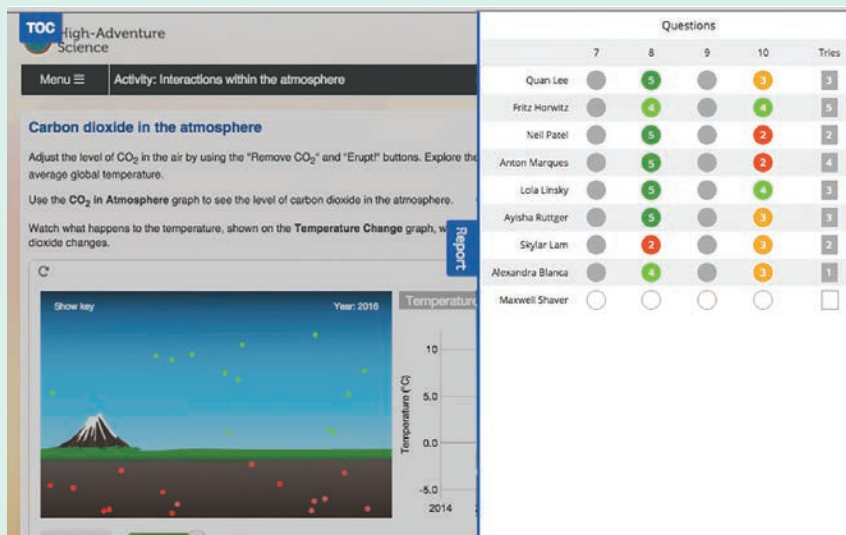 TOC
High-Adventure
Science
Menu ☰ Activity: Interactions within the atmosphere
Carbon dioxide in the atmosphere
Adjust the level of CO₂ in the air by using the "Remove CO₂" and "Erupt!" buttons. Explore the
average global temperature.
Use the CO₂ in Atmosphere graph to see the level of carbon dioxide in the atmosphere.
Watch what happens to the temperature, shown on the Temperature Change graph, w
dioxide changes.
Show key Year: 2016
Temperature
10
5.0
0.0
-5.0
Temperature (°C)
2014
Report
Questions
7 8 9 10 Tries
Quan Lee 5 3 3
Fritz Horwitz 4 4 5
Neil Patel 5 2 2
Anton Marques 5 2 4
Lola Linsky 5 4 3
Ayisha Ruttger 5 3 3
Skylar Lam 2 3 2
Alexandra Blanca 4 3 1
Maxwell Shaver